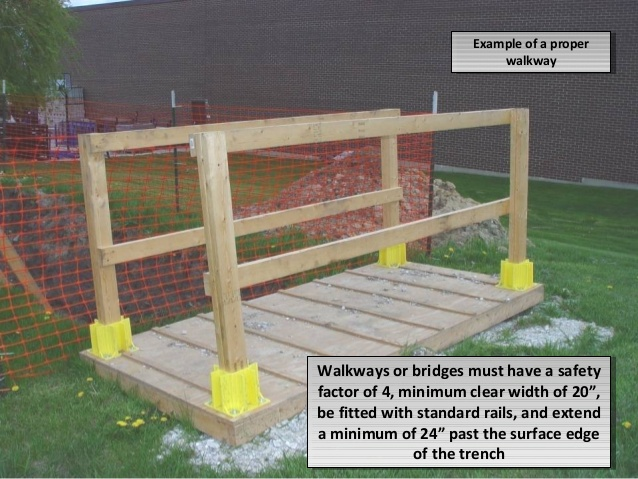 Example of a proper
walkway
Walkways or bridges must have a safety
factor of 4, minimum clear width of 20”,
be fitted with standard rails, and extend
a minimum of 24” past the surface edge
of the trench